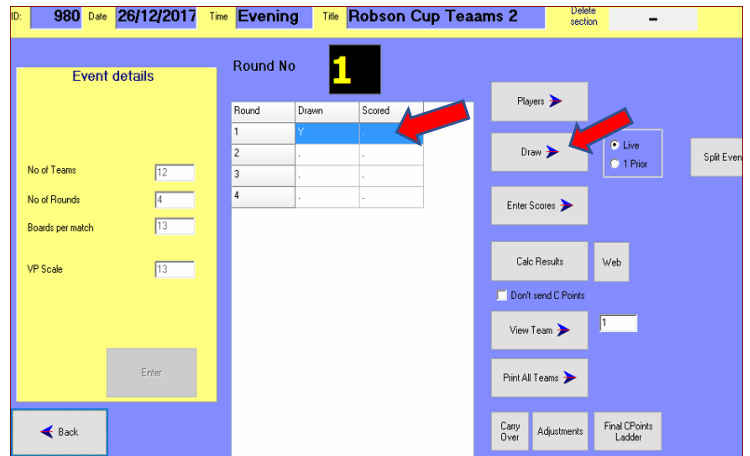 ID: 980 Date 26/12/2017 Time Evening Title Robson Cup Teaams 2 Delete section –
Event details
No of Teams 12
No of Rounds 4
Boards per match 13
VP Scale 13
Enter
Back
Round No 1
Round Drawn Scored
1 Y .
2 . .
3 . .
4 . .
Players
Draw
Live
1 Prior
Split Even
Enter Scores
Calc Results Web
Don't send C Points
View Team 1
Print All Teams
Carry Over
Adjustments
Final CPoints Ladder